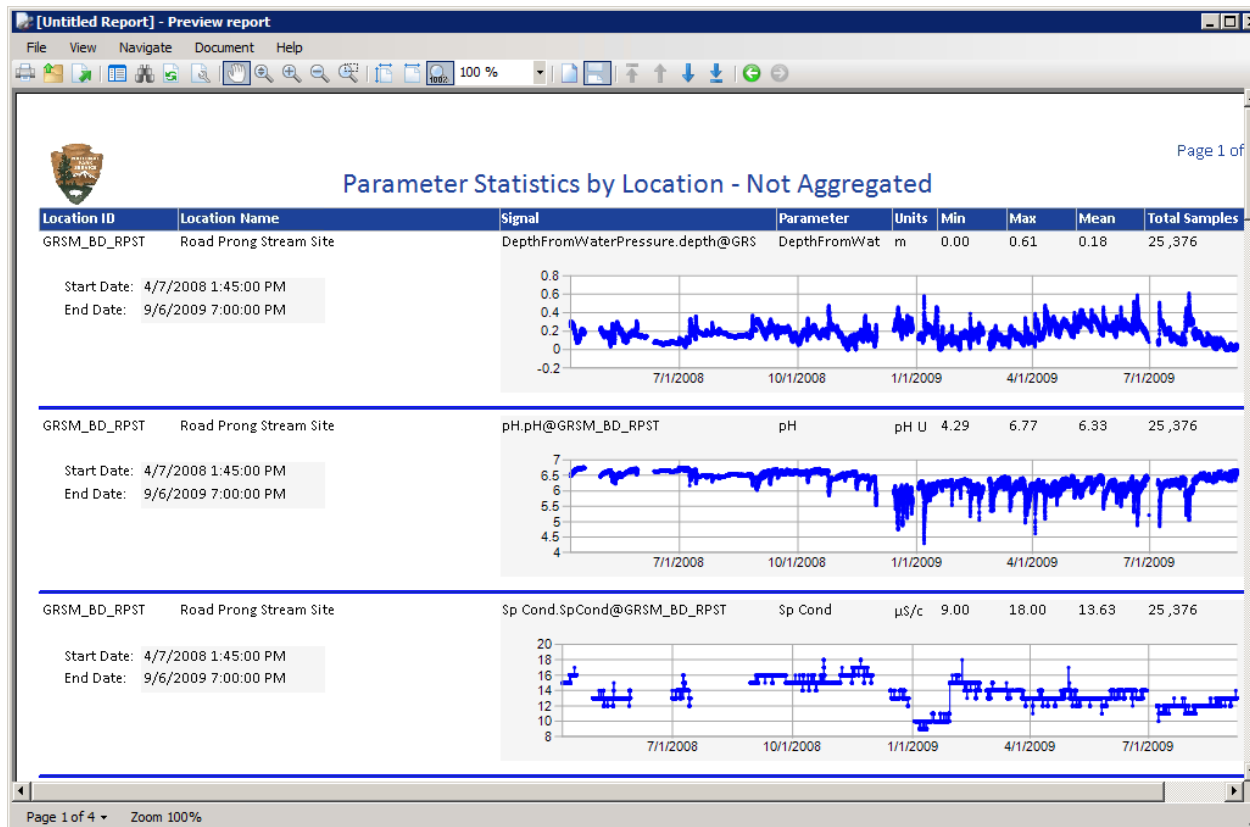 [Untitled Report] - Preview report
File View Navigate Document Help
100% 100 %
Page 1 of
NATIONAL PARK SERVICE
Parameter Statistics by Location - Not Aggregated
Location ID Location Name Signal Parameter Units Min Max Mean Total Samples
GRSM_BD_RPST Road Prong Stream Site DepthFromWaterPressure.depth@GRS DepthFromWat m 0.00 0.61 0.18 25,376
Start Date: 4/7/2008 1:45:00 PM
End Date: 9/6/2009 7:00:00 PM
0.8
0.6
0.4
0.2
0
-0.2
7/1/2008 10/1/2008 1/1/2009 4/1/2009 7/1/2009
GRSM_BD_RPST Road Prong Stream Site pH.pH@GRSM_BD_RPST pH pH U 4.29 6.77 6.33 25,376
Start Date: 4/7/2008 1:45:00 PM
End Date: 9/6/2009 7:00:00 PM
7
6.5
6
5.5
5
4.5
4
7/1/2008 10/1/2008 1/1/2009 4/1/2009 7/1/2009
GRSM_BD_RPST Road Prong Stream Site Sp Cond.SpCond@GRSM_BD_RPST Sp Cond µS/c 9.00 18.00 13.63 25,376
Start Date: 4/7/2008 1:45:00 PM
End Date: 9/6/2009 7:00:00 PM
20
18
16
14
12
10
8
7/1/2008 10/1/2008 1/1/2009 4/1/2009 7/1/2009
Page 1 of 4 Zoom 100%